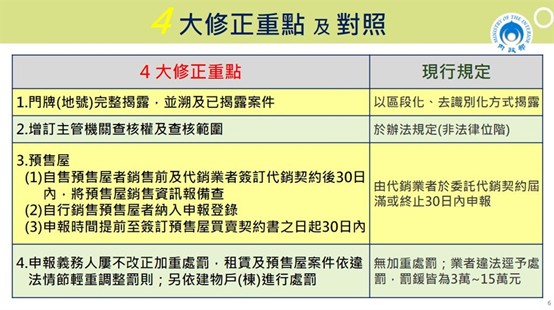 4大修正重點 及 對照
MINISTRY OF THE INTERIOR
內政部
4大修正重點
現行規定
1.門牌(地號)完整揭露，並溯及已揭露案件
以區段化、去識別化方式揭露
2.增訂主管機關查核權及查核範圍
於辦法規定(非法律位階)
3.預售屋
(1)自售預售屋者銷售前及代銷業者簽訂代銷契約後30日
內，將預售屋銷售資訊報備查
(2)自行銷售預售屋者納入申報登錄
(3)申報時間提前至簽訂預售屋買賣契約書之日起30日內
由代銷業者於委託代銷契約屆
滿或終止30日內申報
4.申報義務人屢不改正加重處罰，租賃及預售屋案件依違
法情節輕重調整罰則；另依建物戶(棟)進行處罰
無加重處罰；業者違法逕予處
罰，罰鍰皆為3萬~15萬元
6